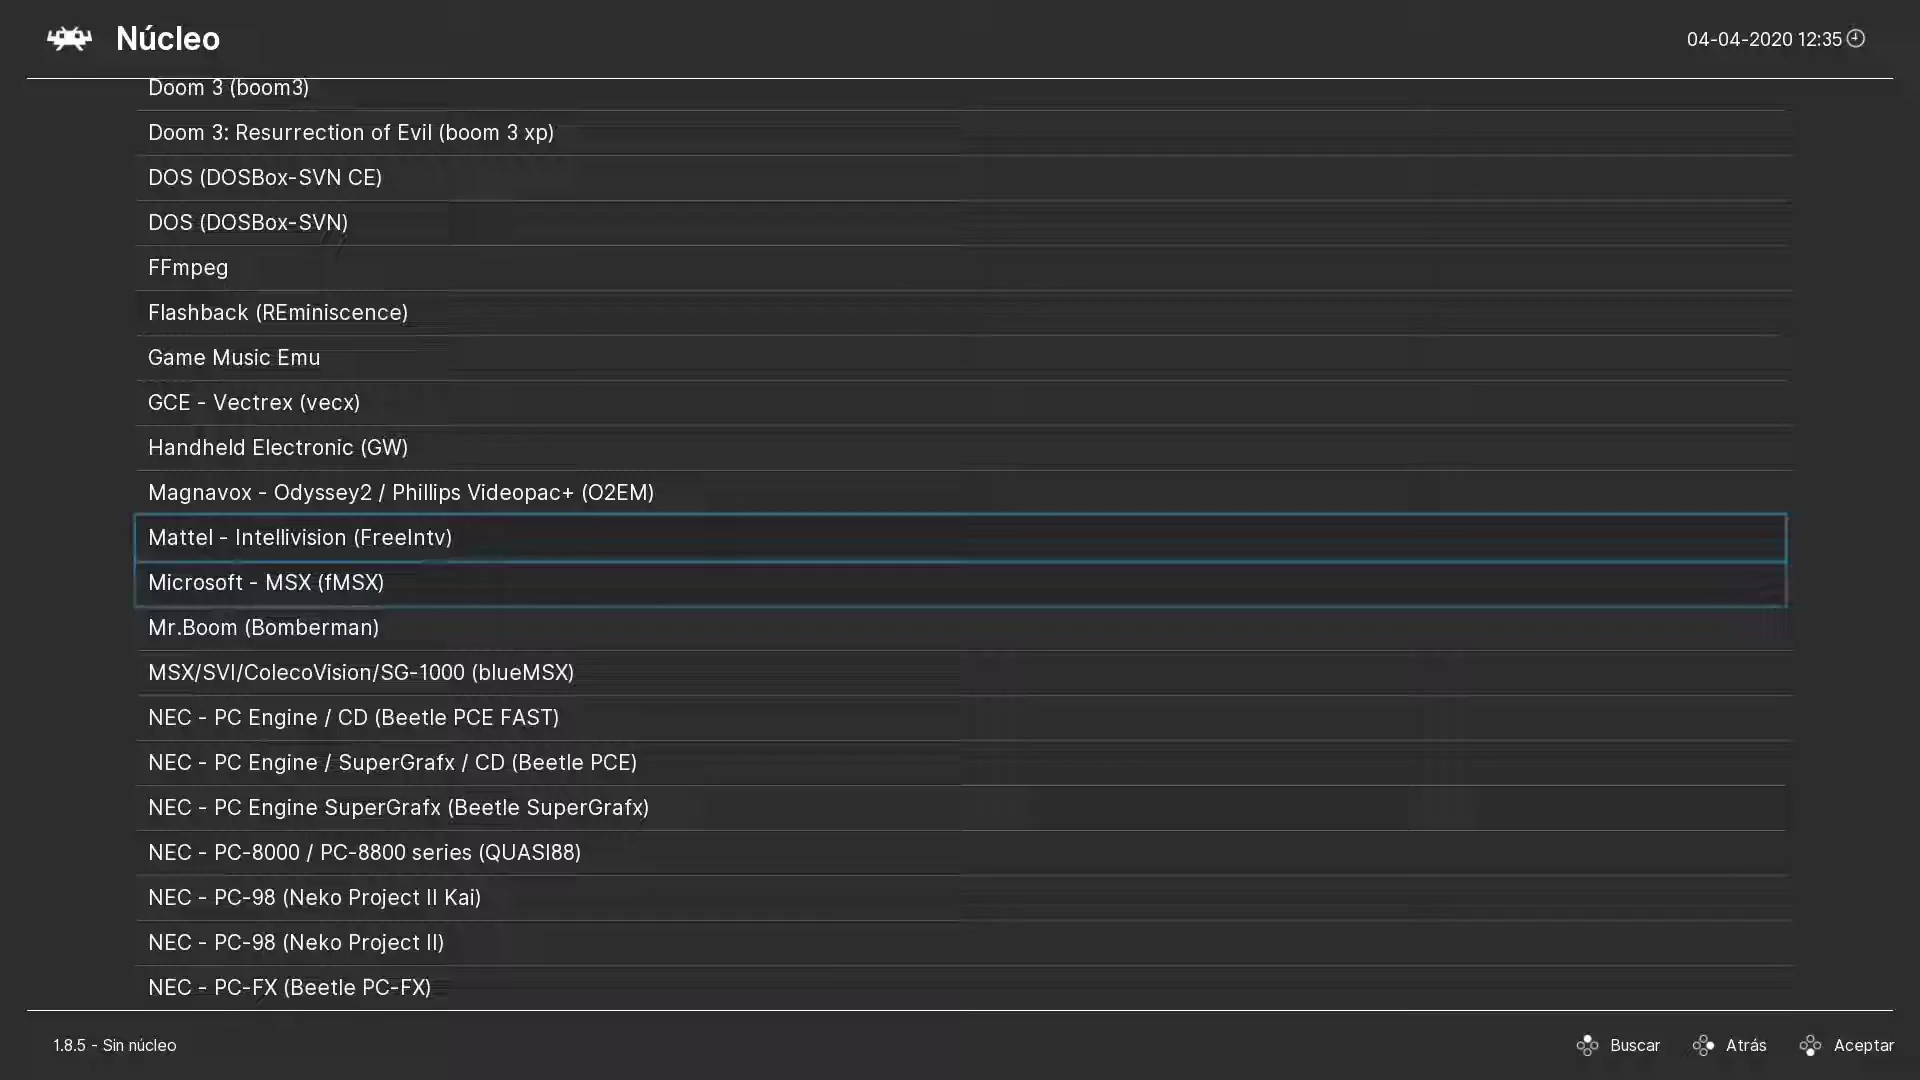 Núcleo
04-04-2020 12:35
Doom 3 (boom3)
Doom 3: Resurrection of Evil (boom 3 xp)
DOS (DOSBox-SVN CE)
DOS (DOSBox-SVN)
FFmpeg
Flashback (REminiscence)
Game Music Emu
GCE - Vectrex (vecx)
Handheld Electronic (GW)
Magnavox - Odyssey2 / Phillips Videopac+ (O2EM)
Mattel - Intellivision (FreeIntv)
Microsoft - MSX (fMSX)
Mr.Boom (Bomberman)
MSX/SVI/ColecoVision/SG-1000 (blueMSX)
NEC - PC Engine / CD (Beetle PCE FAST)
NEC - PC Engine / SuperGrafx / CD (Beetle PCE)
NEC - PC Engine SuperGrafx (Beetle SuperGrafx)
NEC - PC-8000 / PC-8800 series (QUASI88)
NEC - PC-98 (Neko Project II Kai)
NEC - PC-98 (Neko Project II)
NEC - PC-FX (Beetle PC-FX)
1.8.5 - Sin núcleo
Buscar
Atrás
Aceptar